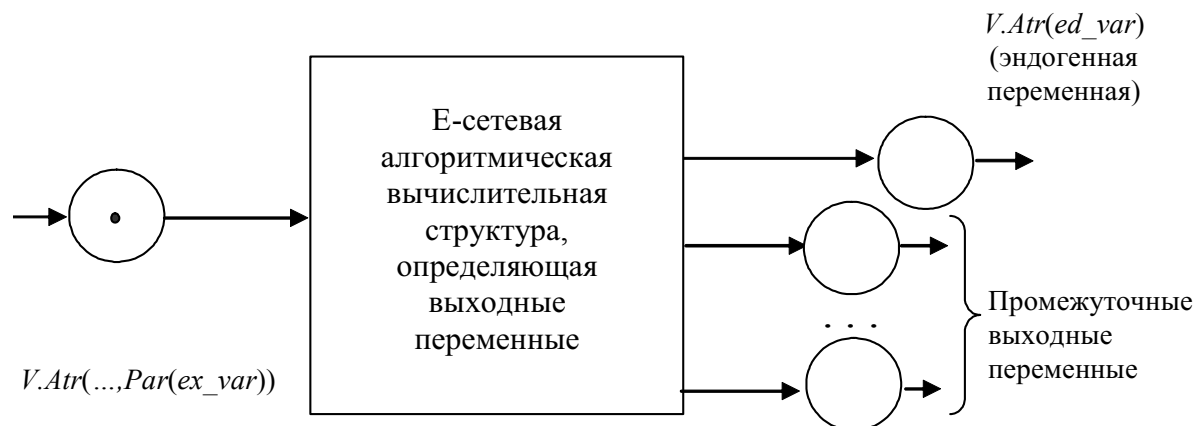 V.Atr(ed_var)
(эндогенная
переменная)
Е-сетевая
алгоритмическая
вычислительная
структура,
определяющая
выходные
переменные
. . .
Промежуточные
выходные
переменные
V.Atr(...,Par(ex_var))